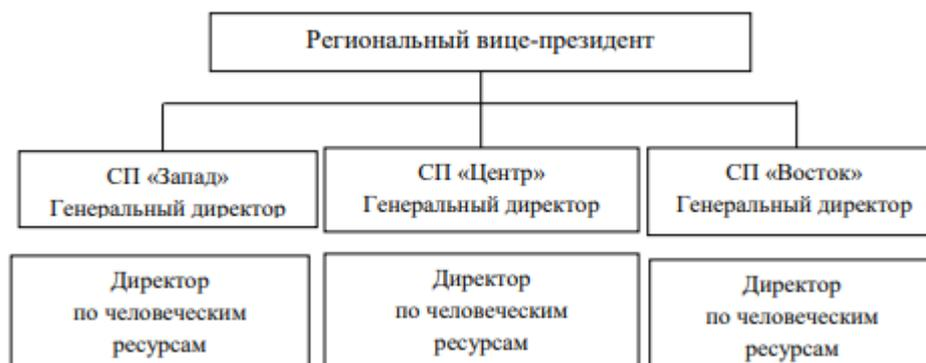 Региональный вице-президент
СП «Запад»
Генеральный директор
СП «Центр»
Генеральный директор
СП «Восток»
Генеральный директор
Директор
по человеческим
ресурсам
Директор
по человеческим
ресурсам
Директор
по человеческим
ресурсам